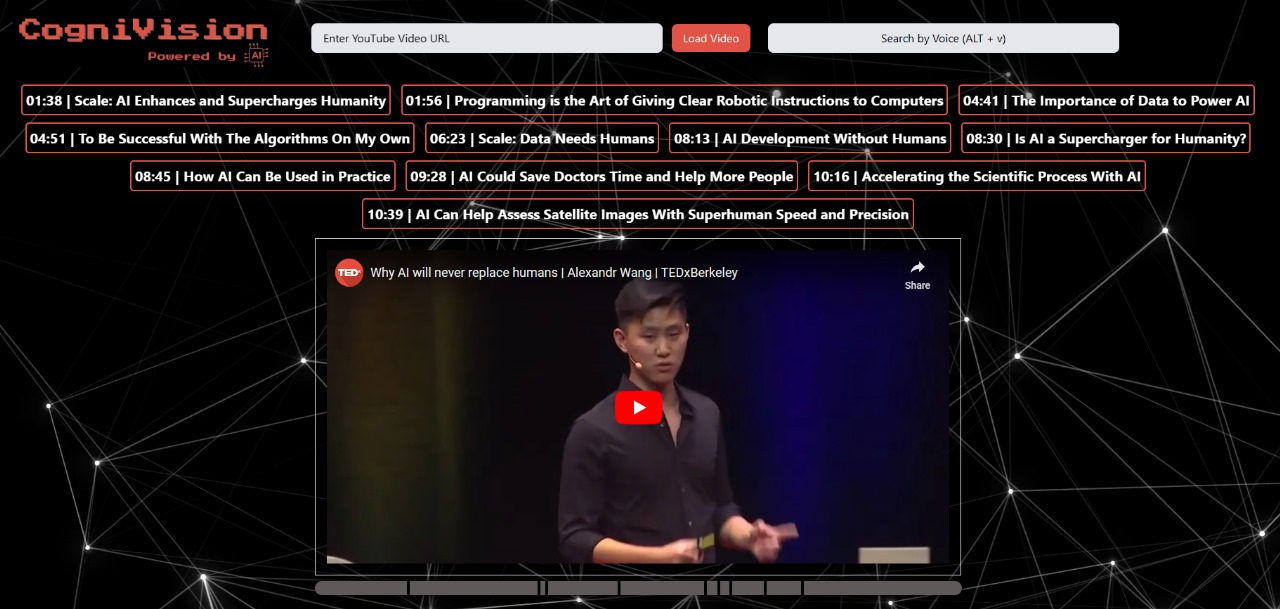 CogniVision
Powered by AI
Enter YouTube Video URL
Load Video
Search by Voice (ALT + v)
01:38 | Scale: AI Enhances and Supercharges Humanity
01:56 | Programming is the Art of Giving Clear Robotic Instructions to Computers
04:41 | The Importance of Data to Power AI
04:51 | To Be Successful With The Algorithms On My Own
06:23 | Scale: Data Needs Humans
08:13 | AI Development Without Humans
08:30 | Is AI a Supercharger for Humanity?
08:45 | How AI Can Be Used in Practice
09:28 | AI Could Save Doctors Time and Help More People
10:16 | Accelerating the Scientific Process With AI
10:39 | AI Can Help Assess Satellite Images With Superhuman Speed and Precision
TEDx
Why AI will never replace humans | Alexandr Wang | TEDxBerkeley
Share